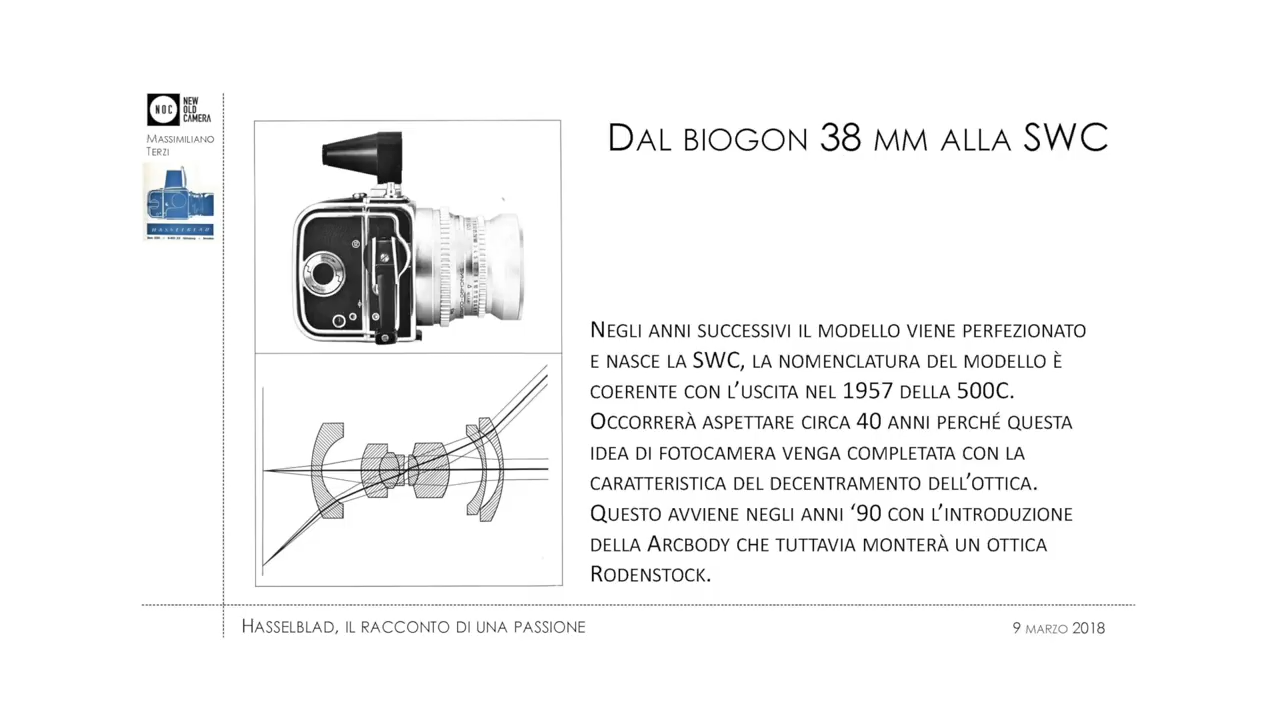 NOC NEW
OLD
CAMERA
MASSIMILIANO
TERZI
HASSELBLAD
DAL BIOGON 38 MM ALLA SWC
NEGLI ANNI SUCCESSIVI IL MODELLO VIENE PERFEZIONATO
E NASCE LA SWC, LA NOMENCLATURA DEL MODELLO È
COERENTE CON L'USCITA NEL 1957 DELLA 500C.
OCCORRERÀ ASPETTARE CIRCA 40 ANNI PERCHÉ QUESTA
IDEA DI FOTOCAMERA VENGA COMPLETATA CON LA
CARATTERISTICA DEL DECENTRAMENTO DELL'OTTICA.
QUESTO AVVIENE NEGLI ANNI '90 CON L'INTRODUZIONE
DELLA ARCBODY CHE TUTTAVIA MONTERÀ UN OTTICA
RODENSTOCK.
HASSELBLAD, IL RACCONTO DI UNA PASSIONE
9 MARZO 2018